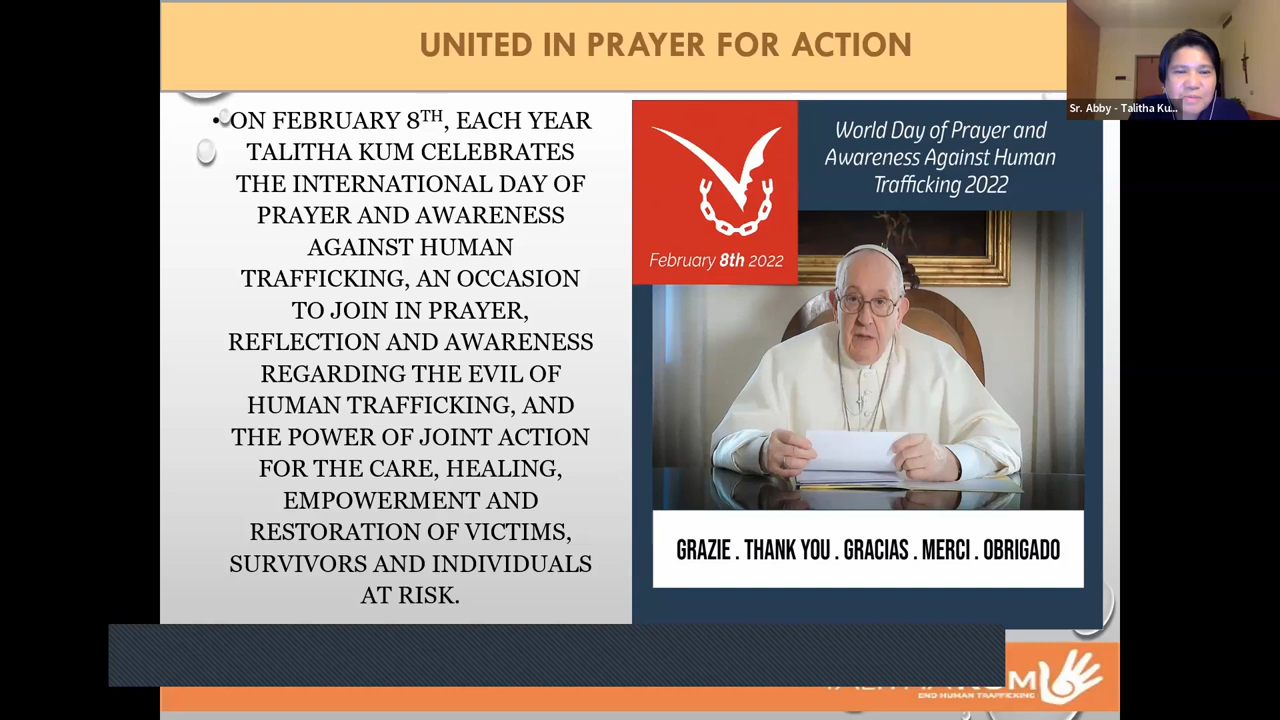 UNITED IN PRAYER FOR ACTION
Sr. Abby - Talitha Ku...
• ON FEBRUARY 8TH, EACH YEAR
TALITHA KUM CELEBRATES
THE INTERNATIONAL DAY OF
PRAYER AND AWARENESS
AGAINST HUMAN
TRAFFICKING, AN OCCASION
TO JOIN IN PRAYER,
REFLECTION AND AWARENESS
REGARDING THE EVIL OF
HUMAN TRAFFICKING, AND
THE POWER OF JOINT ACTION
FOR THE CARE, HEALING,
EMPOWERMENT AND
RESTORATION OF VICTIMS,
SURVIVORS AND INDIVIDUALS
AT RISK.
World Day of Prayer and
Awareness Against Human
Trafficking 2022
February 8th 2022
GRAZIE . THANK YOU . GRACIAS . MERCI . OBRIGADO
END HUMAN TRAFFICKING